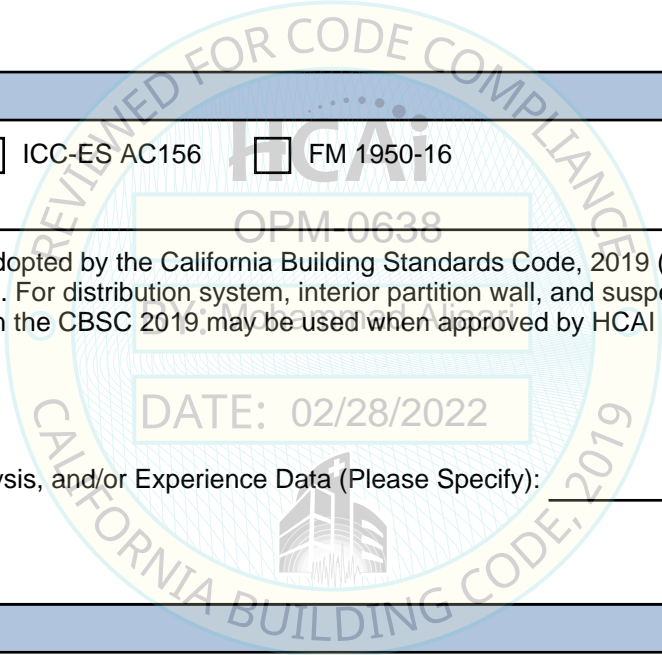 REVIEWED FOR CODE COMPLIANCE
HCAi
ICC-ES AC156 FM 1950-16
OPM-0638
dopted by the California Building Standards Code, 2019 (
. For distribution system, interior partition wall, and susp
n the CBSC 2019 may be used when approved by HCAI
BY: Mohammad Aliaari
DATE: 02/28/2022
ysis, and/or Experience Data (Please Specify):
CALIFORNIA BUILDING CODE, 2019